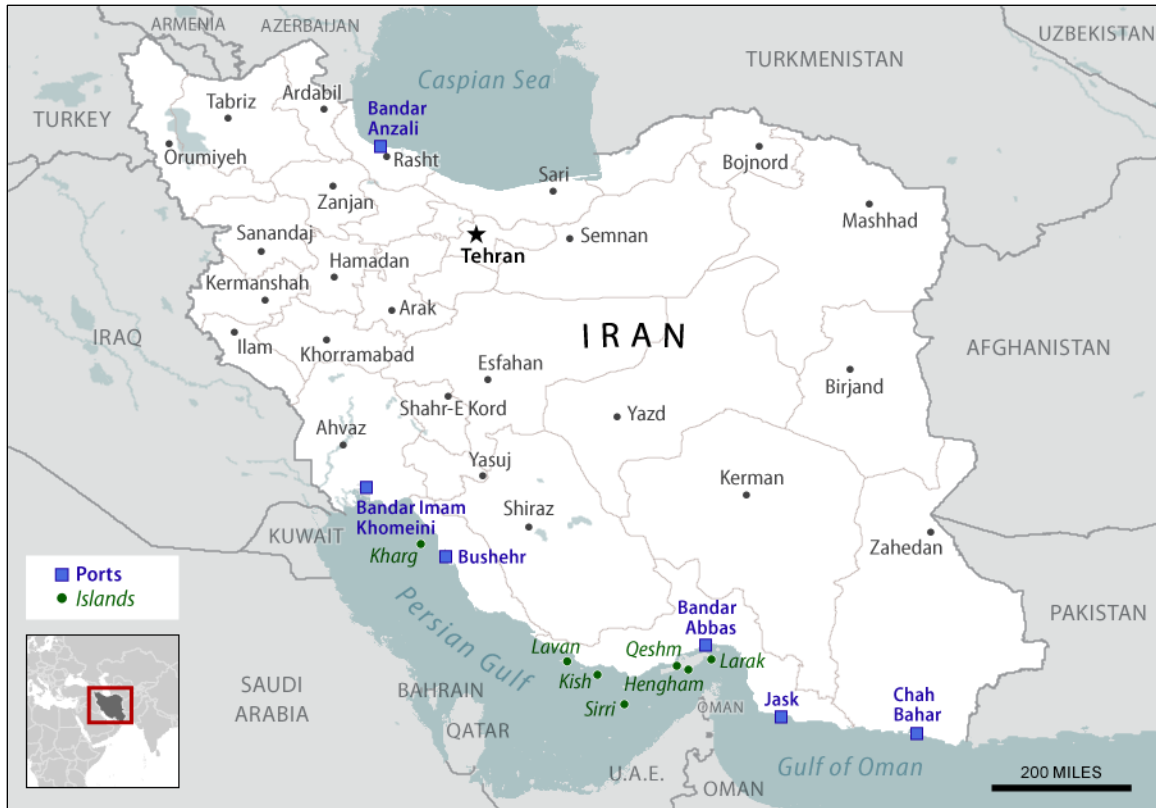 ARMENIA
AZERBAIJAN
UZBEKISTAN
TURKMENISTAN
Caspian Sea
Ardabil
Tabriz
Bandar
Anzali
TURKEY
Orumiyeh
Rasht
Bojnord
Sari
Zanjan
Mashhad
Sanandaj
Semnan
Tehran
Hamadan
Kermanshah
Arak
IRAN
IRAQ
Ilam
Khorramabad
AFGHANISTAN
Esfahan
Birjand
Shahr-E Kord
Yazd
Ahvaz
Yasuj
Kerman
Bandar Imam
Khomeini
Shiraz
KUWAIT
Kharg
Bushehr
Zahedan
Ports
Islands
Persian Gulf
Bandar
Abbas
PAKISTAN
Lavan
Qeshm
Larak
Kish
Hengham
SAUDI
ARABIA
BAHRAIN
Sirri
OMAN
Jask
Chah
Bahar
QATAR
U.A.E.
Gulf of Oman
200 MILES
OMAN